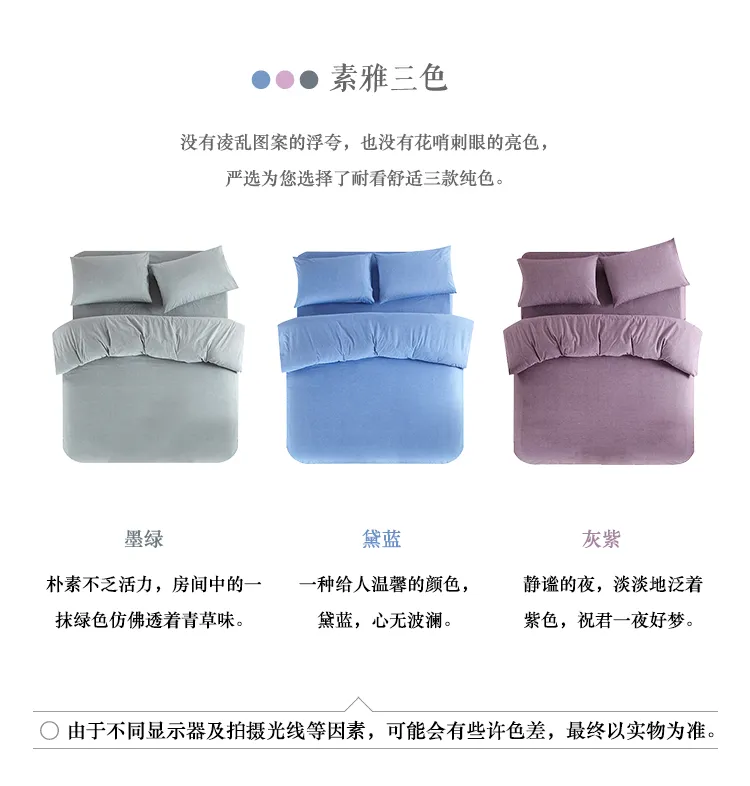 素雅三色
没有凌乱图案的浮夸，也没有花哨刺眼的亮色，
严选为您选择了耐看舒适三款纯色。
墨绿
朴素不乏活力，房间中的一
抹绿色仿佛透着青草味。
黛蓝
一种给人温馨的颜色，
黛蓝，心无波澜。
灰紫
静谧的夜，淡淡地泛着
紫色，祝君一夜好梦。
由于不同显示器及拍摄光线等因素，可能会有些许色差，最终以实物为准。